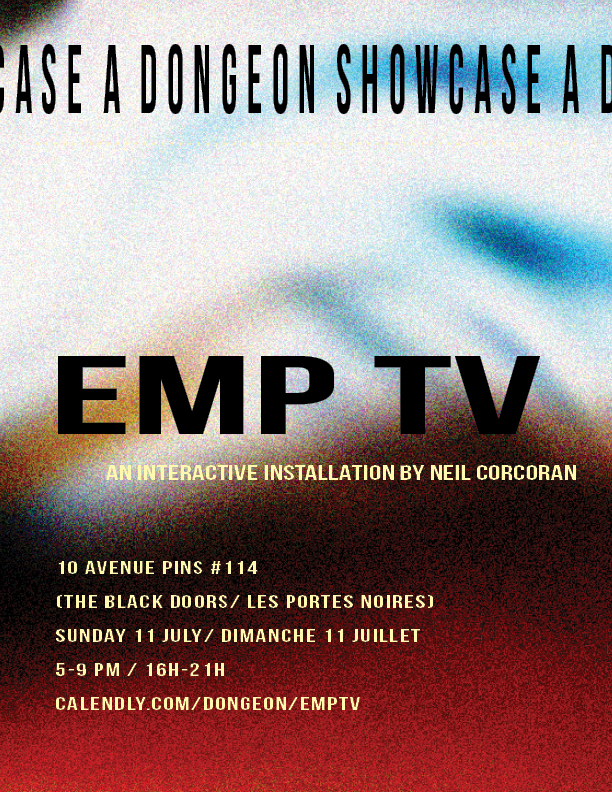 CASE A DONGEON SHOWCASE A D
EMP TV
AN INTERACTIVE INSTALLATION BY NEIL CORCORAN
10 AVENUE PINS #114
(THE BLACK DOORS/ LES PORTES NOIRES)
SUNDAY 11 JULY/ DIMANCHE 11 JUILLET
5-9 PM / 16H-21H
CALENDLY.COM/DONGEON/EMPTV